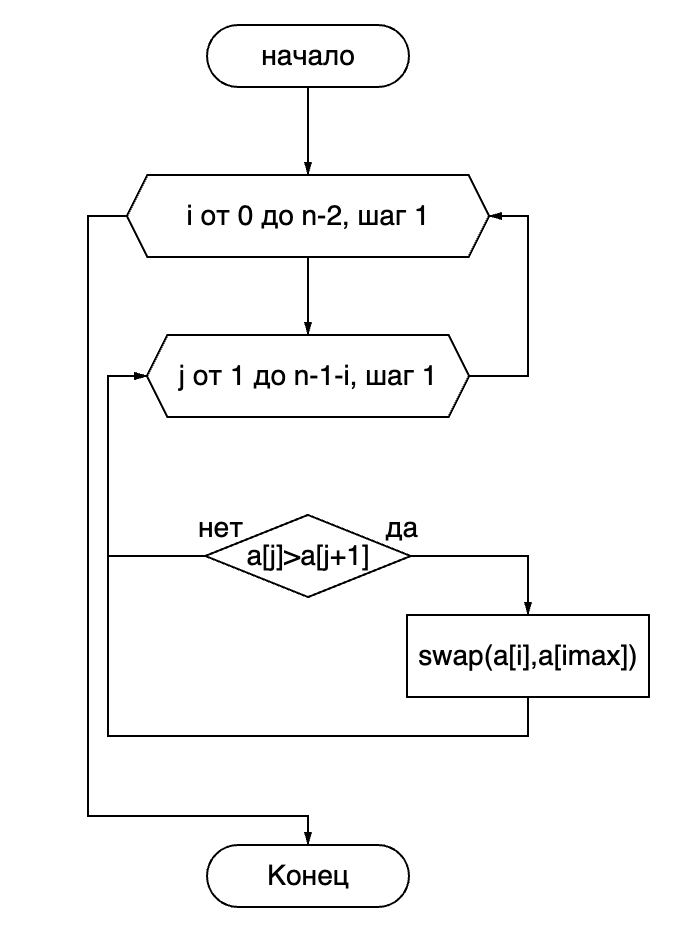 начало
i от 0 до n-2, шаг 1
j от 1 до n-1-i, шаг 1
нет
да
a[j]>a[j+1]
swap(a[i],a[imax])
Конец